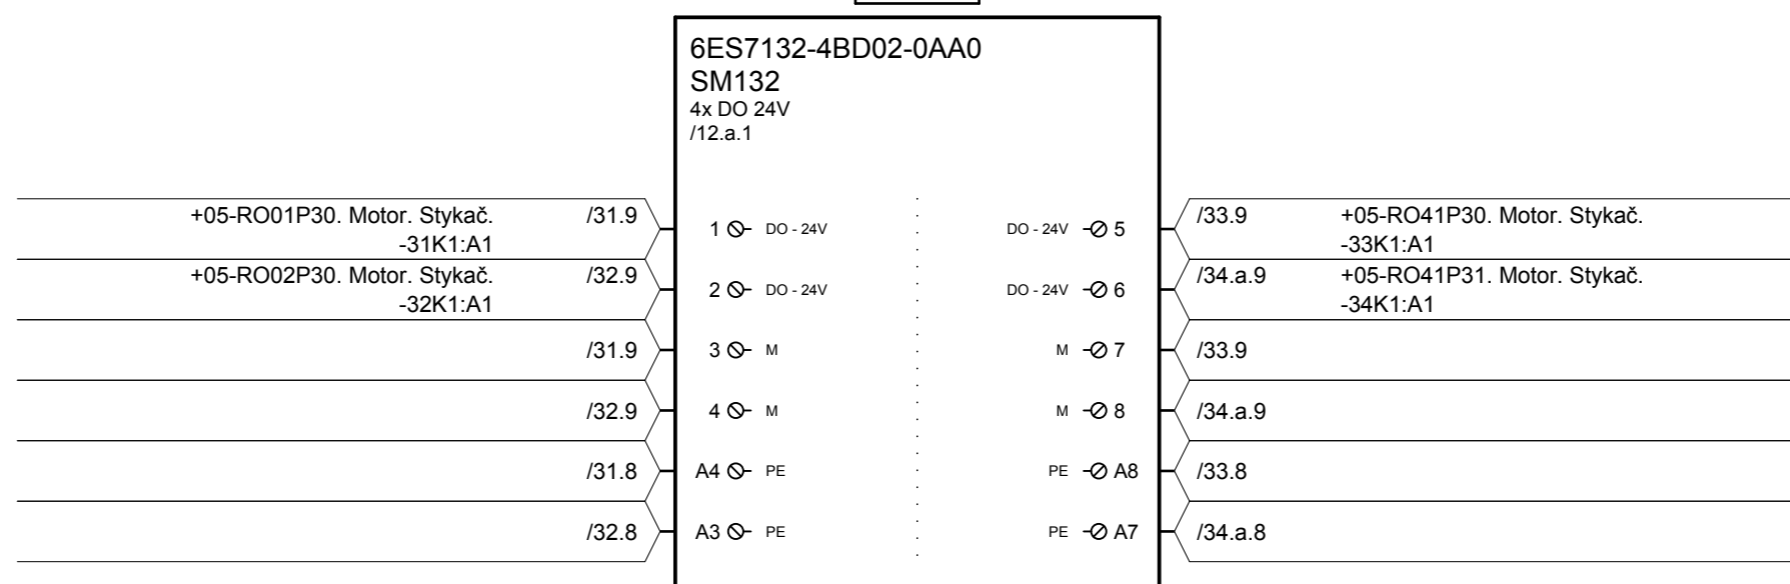 6ES7132-4BD02-0AA0
SM132
4x DO 24V
/12.a.1
+05-RO01P30. Motor. Stykač. /31.9 1 DO - 24V DO - 24V 5 /33.9 +05-RO41P30. Motor. Stykač.
-31K1:A1 -33K1:A1
+05-RO02P30. Motor. Stykač. /32.9 2 DO - 24V DO - 24V 6 /34.a.9 +05-RO41P31. Motor. Stykač.
-32K1:A1 -34K1:A1
/31.9 3 M M 7 /33.9
/32.9 4 M M 8 /34.a.9
/31.8 A4 PE PE A8 /33.8
/32.8 A3 PE PE A7 /34.a.8